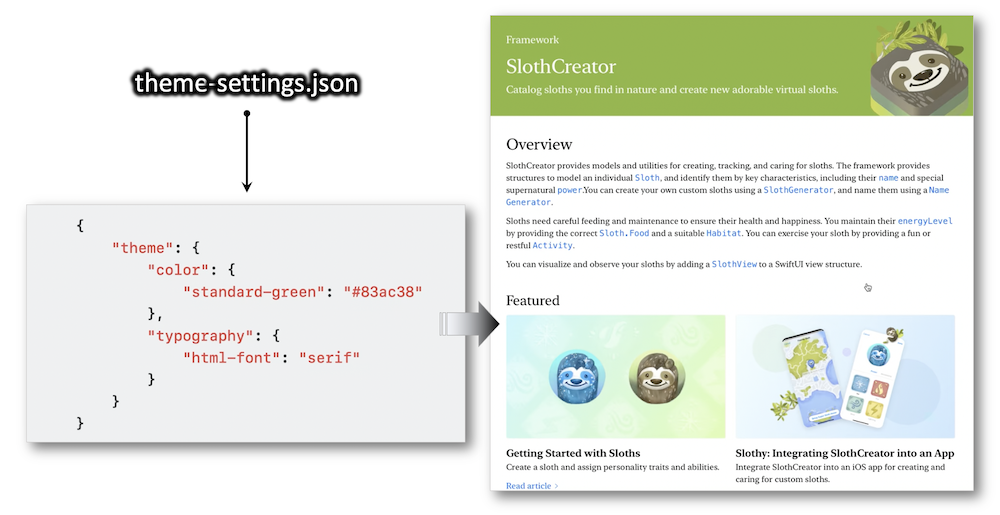 theme-settings.json
{
"theme": {
"color": {
"standard-green": "#83ac38"
},
"typography": {
"html-font": "serif"
}
}
}
Framework
SlothCreator
Catalog sloths you find in nature and create new adorable virtual sloths.
Overview
SlothCreator provides models and utilities for creating, tracking, and caring for sloths. The framework provides
structures to model an individual Sloth, and identify them by key characteristics, including their name and special
supernatural power.You can create your own custom sloths using a SlothGenerator, and name them using a Name
Generator.
Sloths need careful feeding and maintenance to ensure their health and happiness. You maintain their energyLevel
by providing the correct Sloth.Food and a suitable Habitat. You can exercise your sloth by providing a fun or
restful Activity.
You can visualize and observe your sloths by adding a SlothView to a SwiftUI view structure.
Featured
Getting Started with Sloths
Create a sloth and assign personality traits and abilities.
Read article >
Slothy: Integrating SlothCreator into an App
Integrate SlothCreator into an iOS app for creating and
caring for custom sloths.